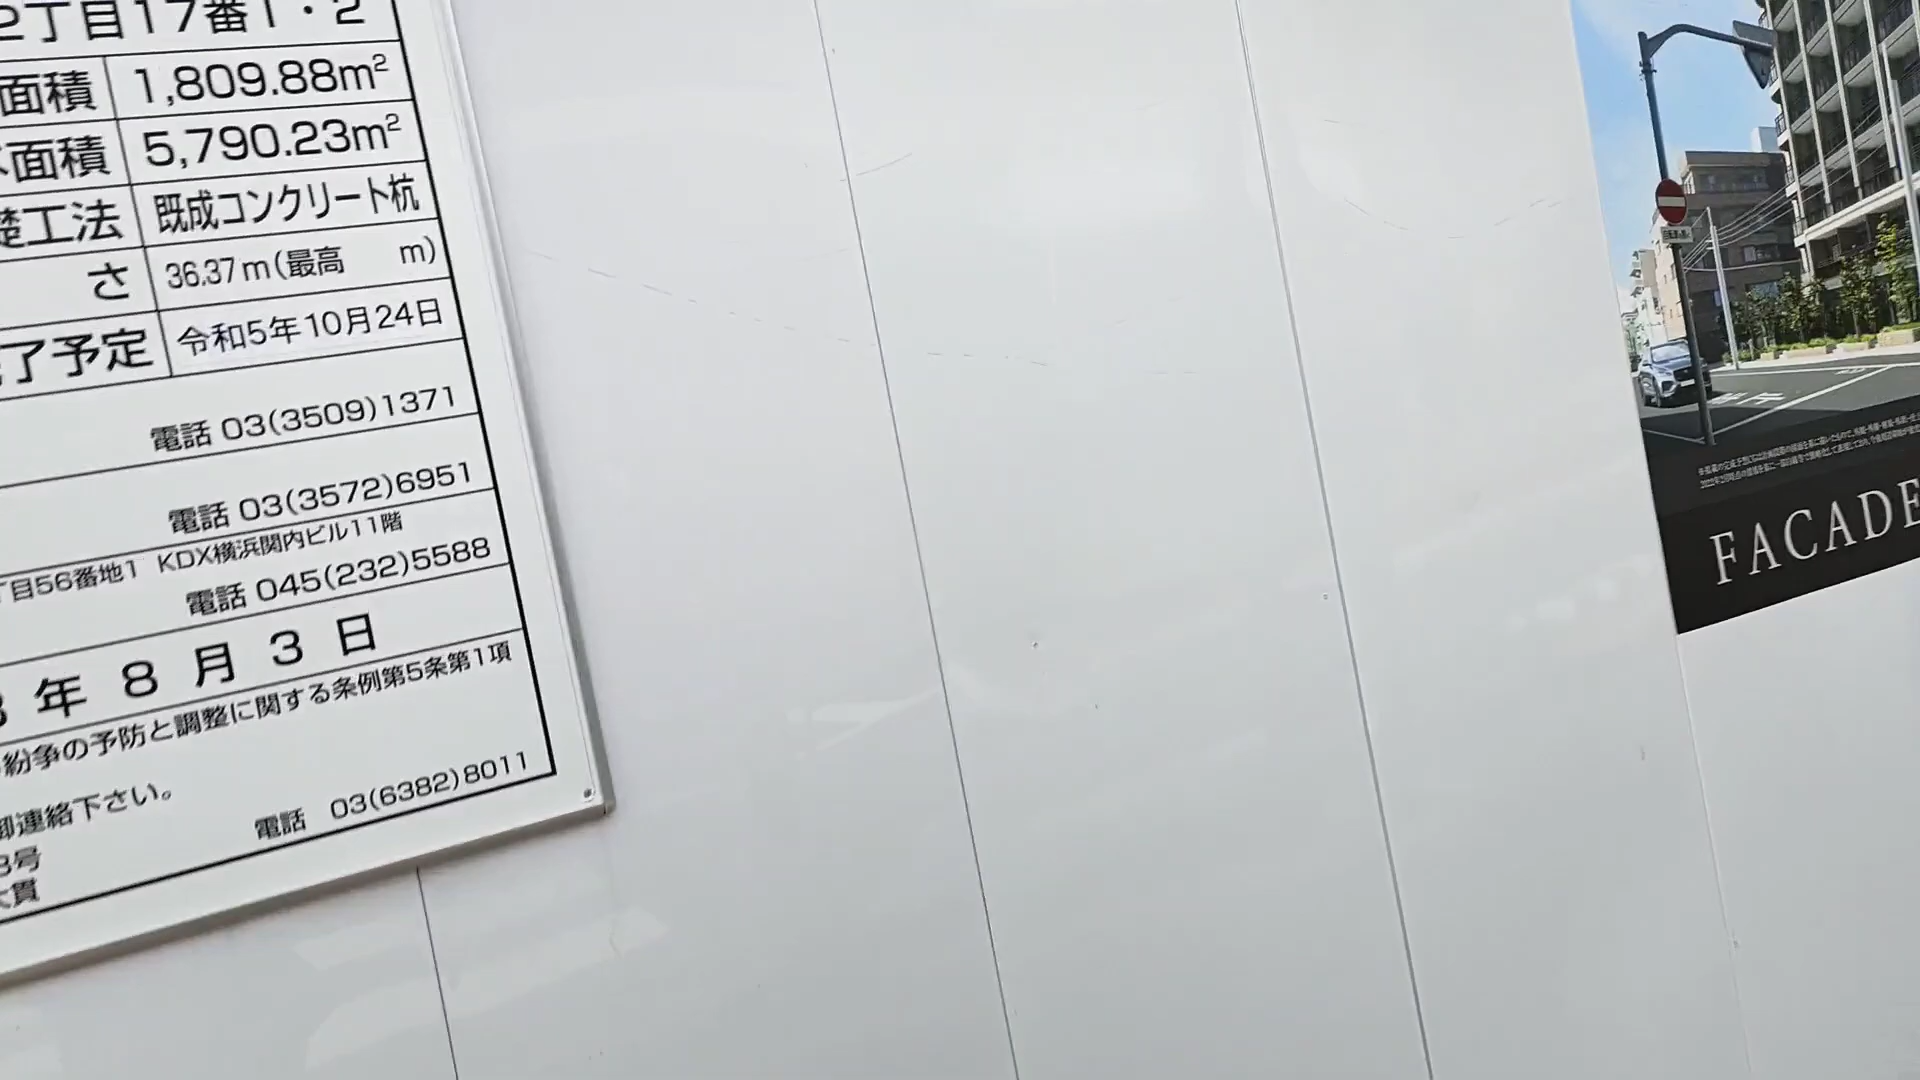 2丁目17番1・2
面積 1,809.88m²
面積 5,790.23m²
礎工法 既成コンクリート杭
さ 36.37m(最高 m)
了予定 令和5年10月24日
電話 03(3509)1371
電話 03(3572)6951
丁目56番地1 KDX横浜関内ビル11階
電話 045(232)5588
3 年 8 月 3 日
紛争の予防と調整に関する条例第5条第1項
御連絡下さい。
電話 03(6382)8011
3号
大貫
FACADE